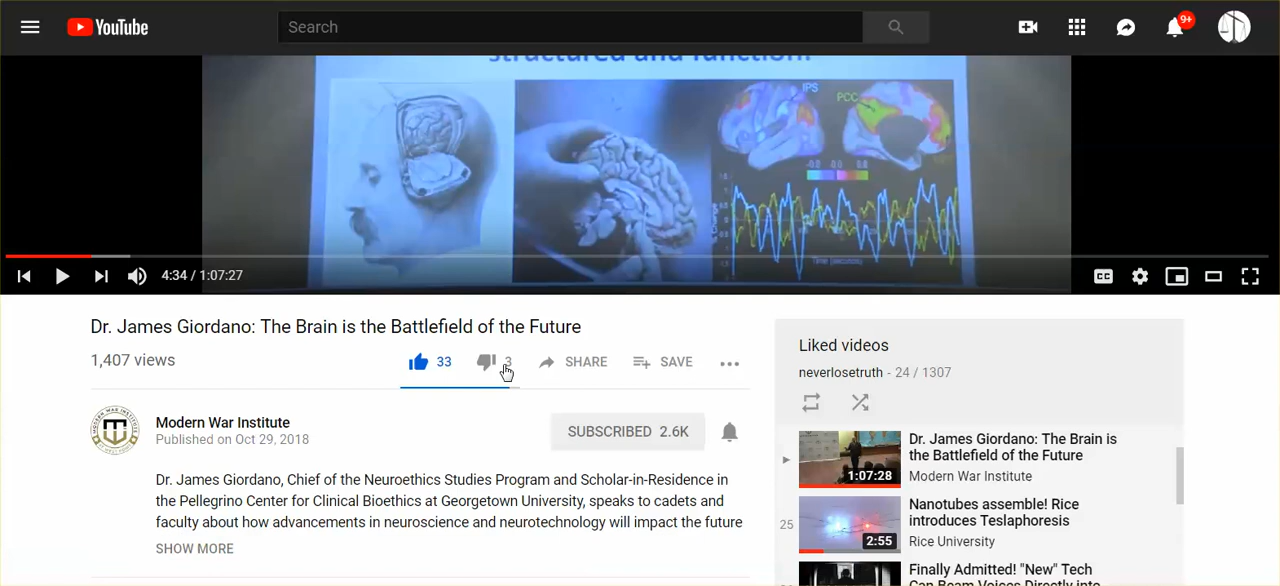 YouTube
Search
9+
structured and function!
IPS
PCC
4:34 / 1:07:27
CC
Dr. James Giordano: The Brain is the Battlefield of the Future
1,407 views
33
3
SHARE
SAVE
Modern War Institute
Published on Oct 29, 2018
SUBSCRIBED 2.6K
Dr. James Giordano, Chief of the Neuroethics Studies Program and Scholar-in-Residence in
the Pellegrino Center for Clinical Bioethics at Georgetown University, speaks to cadets and
faculty about how advancements in neuroscience and neurotechnology will impact the future
SHOW MORE
Liked videos
neverlosetruth - 24 / 1307
Dr. James Giordano: The Brain is
the Battlefield of the Future
Modern War Institute
1:07:28
25
Nanotubes assemble! Rice
introduces Teslaphoresis
Rice University
2:55
Finally Admitted! "New" Tech
Can Beam Voices Directly into